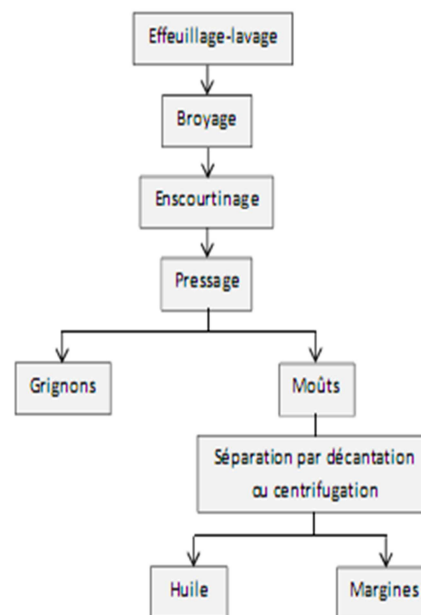 Effeuillage-lavage
Broyage
Enscourtinage
Pressage
Grignons
Moûts
Séparation par décantation
ou centrifugation
Huile
Margines